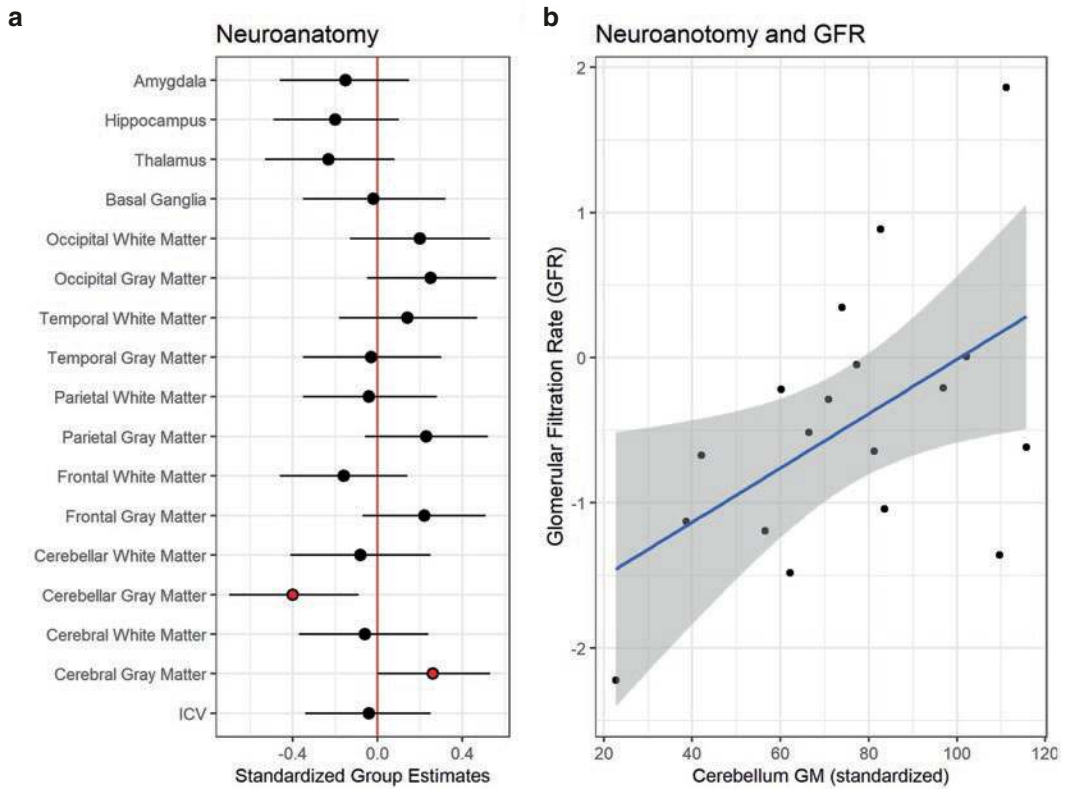 a
Neuroanatomy
Amygdala
Hippocampus
Thalamus
Basal Ganglia
Occipital White Matter
Occipital Gray Matter
Temporal White Matter
Temporal Gray Matter
Parietal White Matter
Parietal Gray Matter
Frontal White Matter
Frontal Gray Matter
Cerebellar White Matter
Cerebellar Gray Matter
Cerebral White Matter
Cerebral Gray Matter
ICV
-0.4 0.0 0.4
Standardized Group Estimates
b
Neuroanotomy and GFR
Glomerular Filtration Rate (GFR)
2
1
0
-1
-2
20 40 60 80 100 120
Cerebellum GM (standardized)